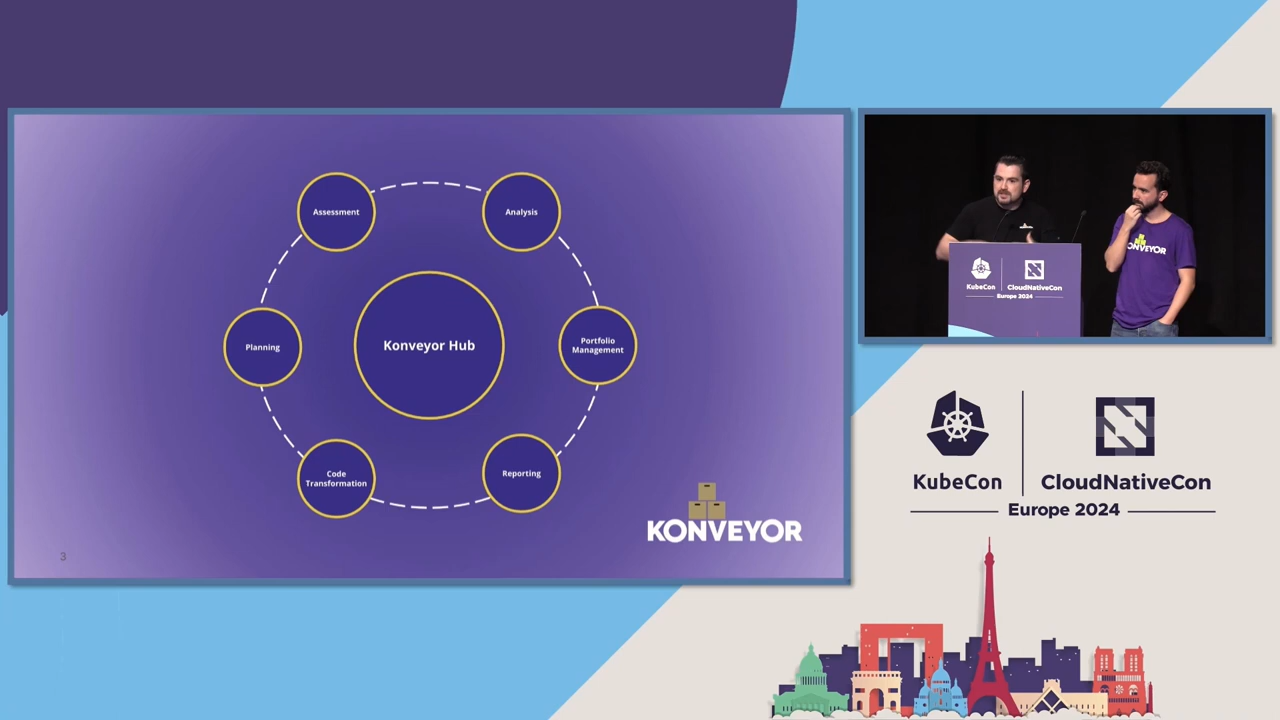 Assessment
Analysis
Planning
Konveyor Hub
Portfolio
Management
Code
Transformation
Reporting
KONVEYOR
3
KubeCon
CloudNativeCon
Europe 2024
KONVEYOR
KubeCon
CloudNativeCon
Europe 2024